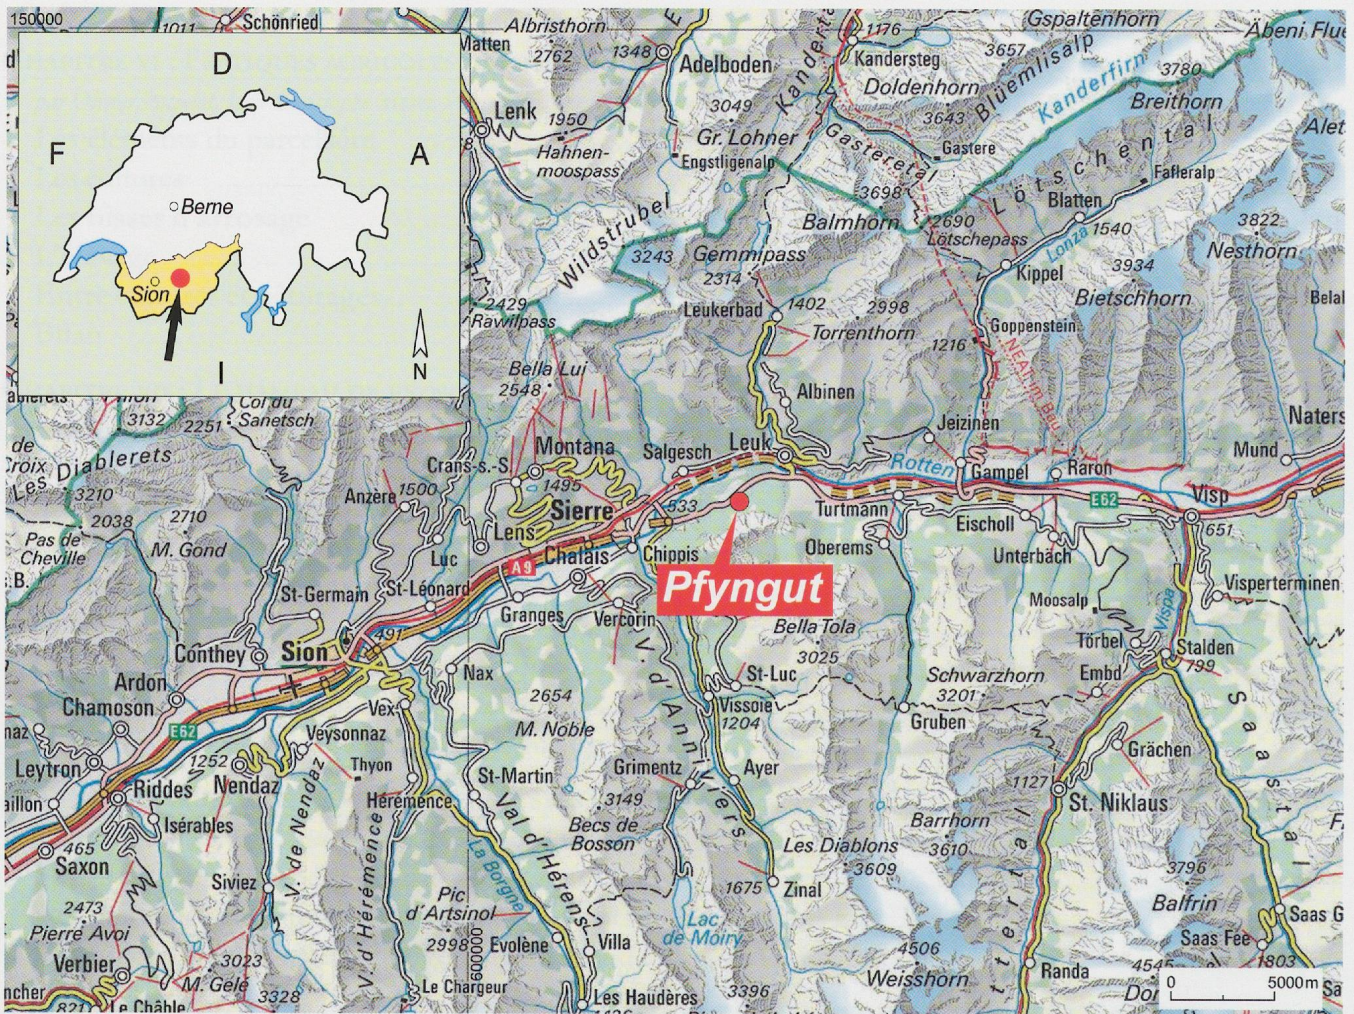 150000
1011
Schönried
D
F
A
Berne
Sion
I
N
Matten
Albristhorn
2762
1348
Adelboden
Lenk
1950
Hahnen-
moospass
3049
Gr. Lohner
Engstligenalp
1176
Kandersteg
Doldenhorn
3643
Gspaltenhorn
3657
Blüemlisalp
Kanderfirn
3780
Breithorn
Gasteretal
Gastere
Lötschental
Fafleralp
Blatten
3698
Balmhorn
2690
Lötschepass
Lonza
1540
3822
Nesthorn
Kippel
3934
Bietschhorn
Wildstrubel
3243
Gemmipass
2314
Leukerbad
1402
2998
Torrenthorn
Goppenstein
1216
NEAT im Bau
2429
Rawilpass
Bella Lui
2548
Albinen
Jeizinen
Naters
Mund
Col du
Sanetsch
3132
2251
Les Diablerets
3210
2038
2710
M. Gond
Pas de
Cheville
Anzère
1500
Crans-s.-S.
Montana
1495
Salgesch
Leuk
Rotten
Gampel
Raron
E62
Visp
651
Sierre
533
Turtmann
Eischoll
Unterbäch
Lens
Luc
Chalais
Chippis
Oberems
A9
Pfyngut
Moosalp
Vispa
Visperterminen
St-Germain
St-Léonard
Granges
Vercorin
Bella Tola
3025
Törbel
Stalden
799
Embd
Conthey
Sion
491
Nax
St-Luc
Schwarzhorn
3201
Ardon
Chamoson
E62
Vex
2654
M. Noble
V. d'Anniviers
Vissoie
1204
Gruben
Saastal
Leytron
1252
Nendaz
Veysonnaz
Thyon
St-Martin
Grimentz
Ayer
1127
Grächen
St. Niklaus
Riddes
Isérables
V. de Nendaz
Hérémence
V. d'Hérémence
Val d'Hérens
3149
Becs de
Bosson
Les Diablons
3609
Barrhorn
3610
465
Saxon
Siviez
La Borgne
Pic
d'Artsinol
2998
600000
1675
Zinal
3796
Balfrin
2473
Pierre Avoi
Verbier
3023
M. Gelé
3328
Evolène
Villa
Lac
de Moiry
4506
Weisshorn
Saas Fee
1803
Randa
4545
Le Châble
821
Le Chargeur
Les Haudères
3396
0
5000m